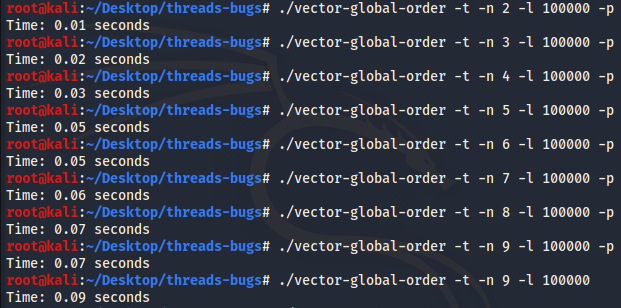 root@kali:~/Desktop/threads-bugs# ./vector-global-order -t -n 2 -l 100000 -p
Time: 0.01 seconds
root@kali:~/Desktop/threads-bugs# ./vector-global-order -t -n 3 -l 100000 -p
Time: 0.02 seconds
root@kali:~/Desktop/threads-bugs# ./vector-global-order -t -n 4 -l 100000 -p
Time: 0.03 seconds
root@kali:~/Desktop/threads-bugs# ./vector-global-order -t -n 5 -l 100000 -p
Time: 0.05 seconds
root@kali:~/Desktop/threads-bugs# ./vector-global-order -t -n 6 -l 100000 -p
Time: 0.05 seconds
root@kali:~/Desktop/threads-bugs# ./vector-global-order -t -n 7 -l 100000 -p
Time: 0.06 seconds
root@kali:~/Desktop/threads-bugs# ./vector-global-order -t -n 8 -l 100000 -p
Time: 0.07 seconds
root@kali:~/Desktop/threads-bugs# ./vector-global-order -t -n 9 -l 100000 -p
Time: 0.07 seconds
root@kali:~/Desktop/threads-bugs# ./vector-global-order -t -n 9 -l 100000
Time: 0.09 seconds